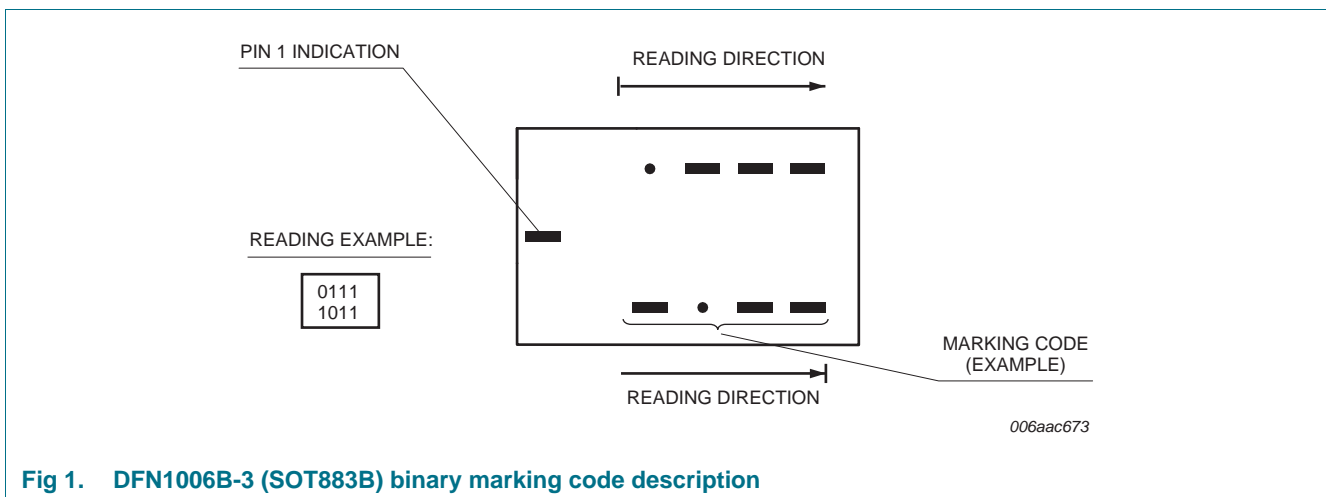 PIN 1 INDICATION
READING DIRECTION
READING EXAMPLE:
0111
1011
MARKING CODE
(EXAMPLE)
READING DIRECTION
006aac673
Fig 1. DFN1006B-3 (SOT883B) binary marking code description